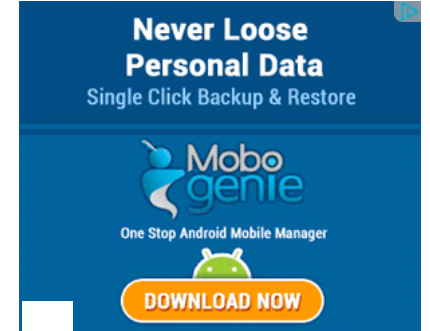 Never Loose
Personal Data
Single Click Backup & Restore
Mobo
genie
One Stop Android Mobile Manager
DOWNLOAD NOW